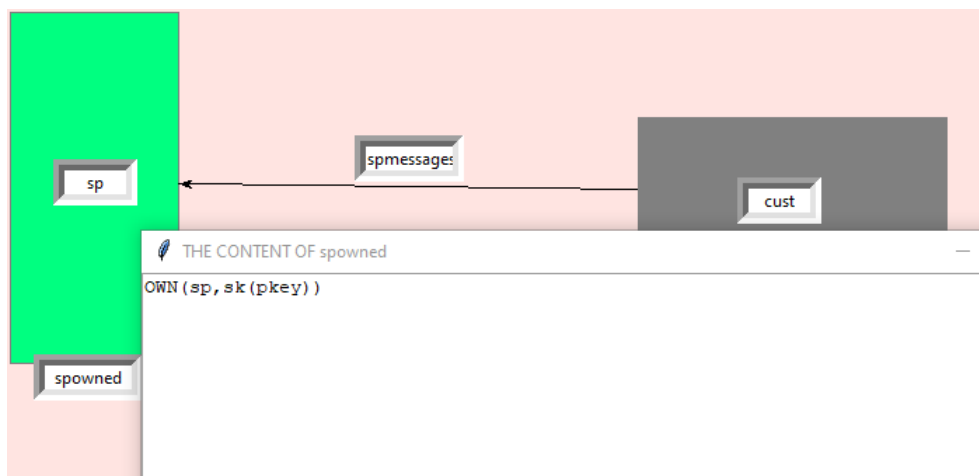 spmessages
sp
cust
THE CONTENT OF spowned
OWN(sp,sk(pkey))
spowned